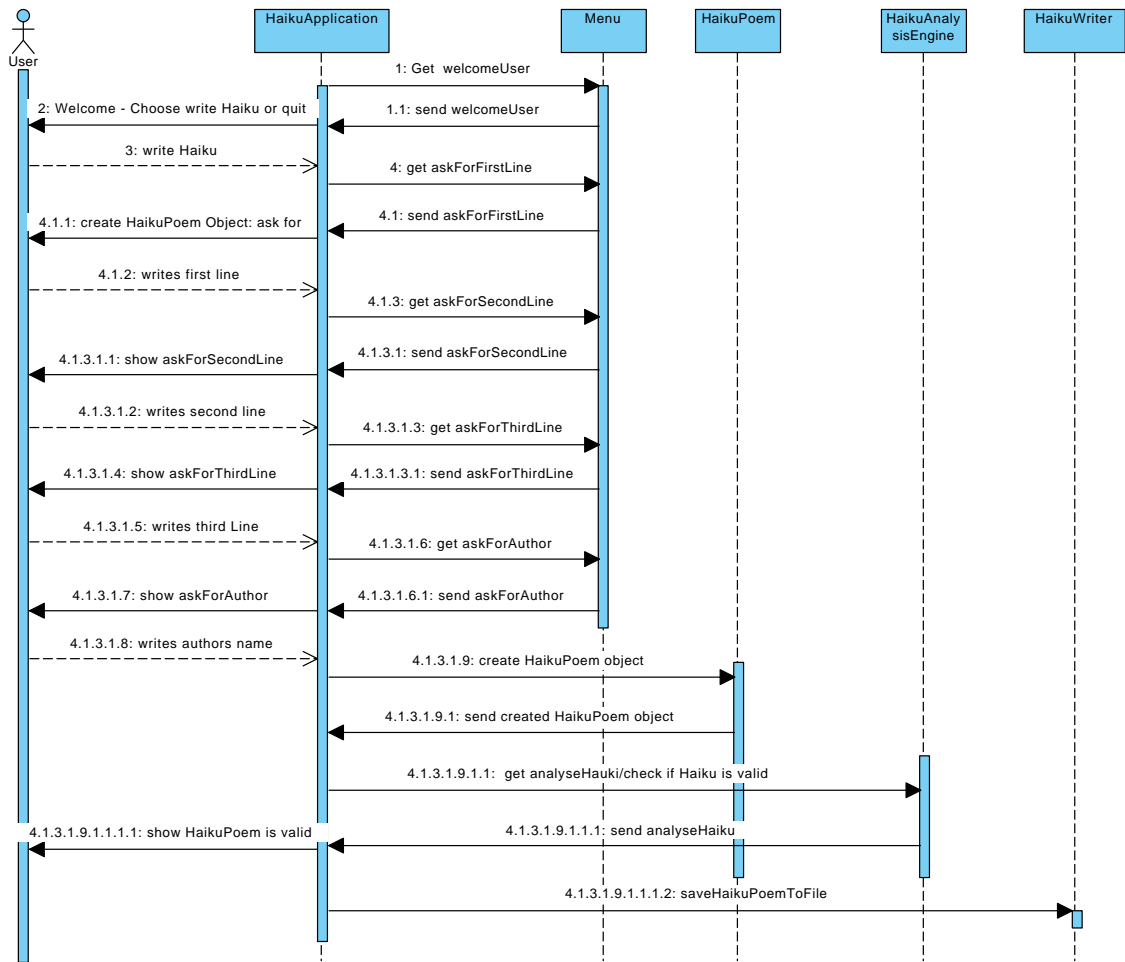 HaikuApplication
Menu
HaikuPoem
HaikuAnaly
sisEngine
HaikuWriter
User
1: Get welcomeUser
2: Welcome - Choose write Haiku or quit
1.1: send welcomeUser
3: write Haiku
4: get askForFirstLine
4.1: send askForFirstLine
4.1.1: create HaikuPoem Object: ask for
4.1.2: writes first line
4.1.3: get askForSecondLine
4.1.3.1: send askForSecondLine
4.1.3.1.1: show askForSecondLine
4.1.3.1.2: writes second line
4.1.3.1.3: get askForThirdLine
4.1.3.1.4: show askForThirdLine
4.1.3.1.3.1: send askForThirdLine
4.1.3.1.5: writes third Line
4.1.3.1.6: get askForAuthor
4.1.3.1.7: show askForAuthor
4.1.3.1.6.1: send askForAuthor
4.1.3.1.8: writes authors name
4.1.3.1.9: create HaikuPoem object
4.1.3.1.9.1: send created HaikuPoem object
4.1.3.1.9.1.1: get analyseHauki/check if Haiku is valid
4.1.3.1.9.1.1.1.1: show HaikuPoem is valid
4.1.3.1.9.1.1.1: send analyseHaiku
4.1.3.1.9.1.1.1.2: saveHaikuPoemToFile